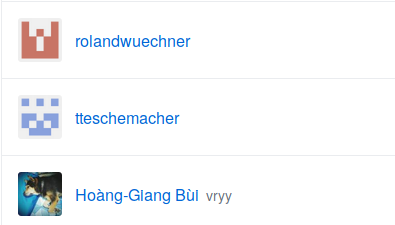 rolandwuechner
tteschemacher
Hoàng-Giang Bùi vryy